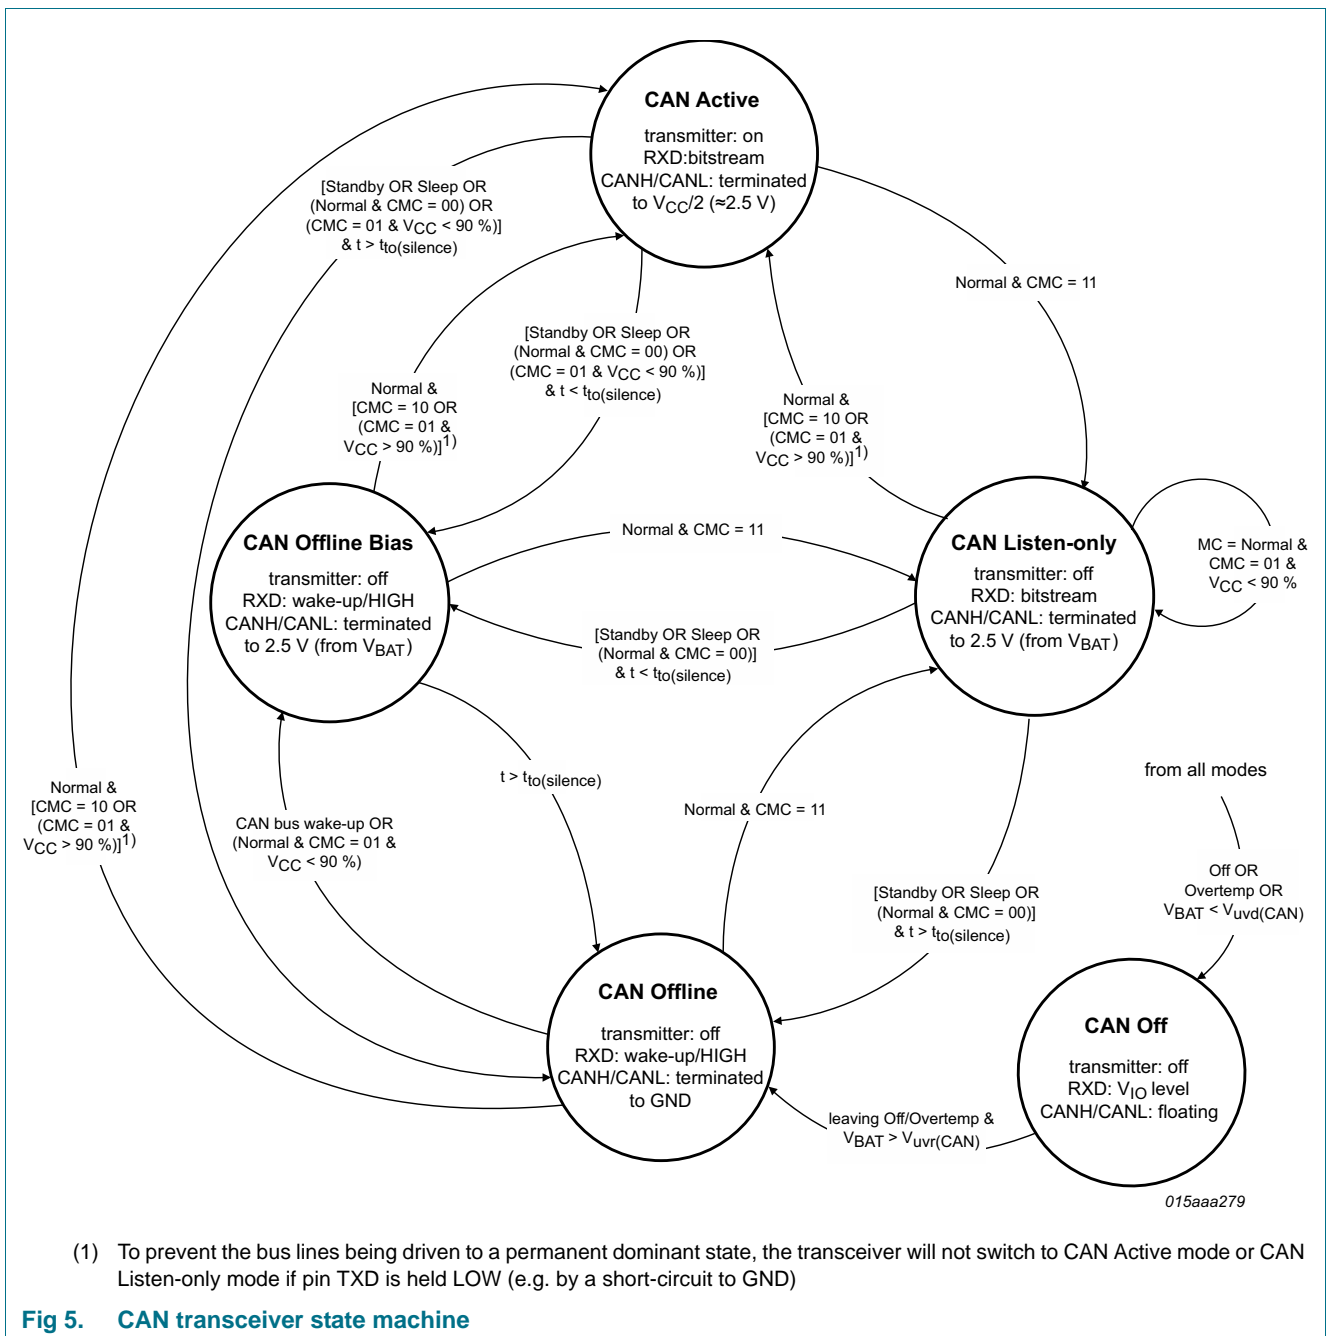 CAN Active
transmitter: on
RXD:bitstream
CANH/CANL: terminated
to VCC/2 (≈2.5 V)
[Standby OR Sleep OR
(Normal & CMC = 00) OR
(CMC = 01 & VCC < 90 %)]
& t > tto(silence)
Normal & CMC = 11
[Standby OR Sleep OR
(Normal & CMC = 00) OR
(CMC = 01 & VCC < 90 %)]
& t < tto(silence)
Normal &
[CMC = 10 OR
(CMC = 01 &
VCC > 90 %)]1)
Normal &
[CMC = 10 OR
(CMC = 01 &
VCC > 90 %)]1)
CAN Offline Bias
transmitter: off
RXD: wake-up/HIGH
CANH/CANL: terminated
to 2.5 V (from VBAT)
Normal & CMC = 11
CAN Listen-only
transmitter: off
RXD: bitstream
CANH/CANL: terminated
to 2.5 V (from VBAT)
MC = Normal &
CMC = 01 &
VCC < 90 %
[Standby OR Sleep OR
(Normal & CMC = 00)]
& t < tto(silence)
t > tto(silence)
Normal &
[CMC = 10 OR
(CMC = 01 &
VCC > 90 %)]1)
CAN bus wake-up OR
(Normal & CMC = 01 &
VCC < 90 %)
Normal & CMC = 11
from all modes
[Standby OR Sleep OR
(Normal & CMC = 00)]
& t > tto(silence)
Off OR
Overtemp OR
VBAT < Vuvd(CAN)
CAN Offline
transmitter: off
RXD: wake-up/HIGH
CANH/CANL: terminated
to GND
CAN Off
transmitter: off
RXD: VIO level
CANH/CANL: floating
leaving Off/Overtemp &
VBAT > Vuvr(CAN)
015aaa279
(1) To prevent the bus lines being driven to a permanent dominant state, the transceiver will not switch to CAN Active mode or CAN
Listen-only mode if pin TXD is held LOW (e.g. by a short-circuit to GND)
Fig 5. CAN transceiver state machine